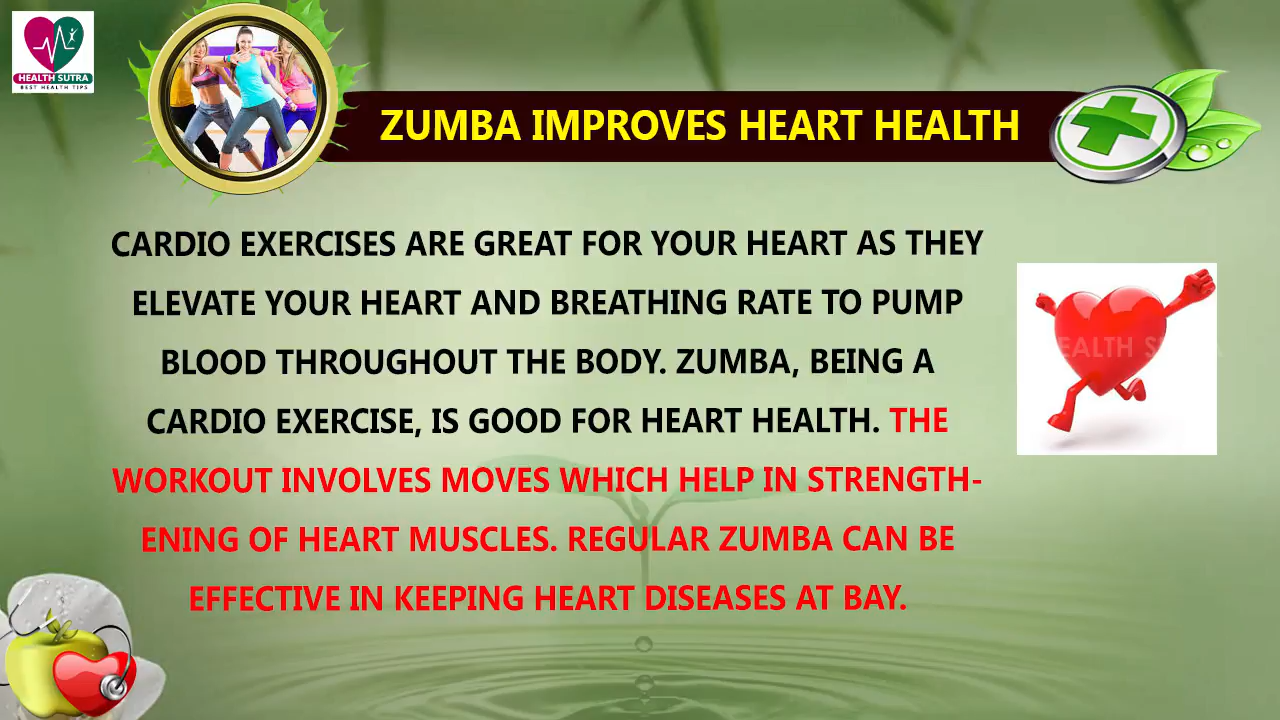 HEALTH SUTRA
BEST HEALTH TIPS
ZUMBA IMPROVES HEART HEALTH
CARDIO EXERCISES ARE GREAT FOR YOUR HEART AS THEY
ELEVATE YOUR HEART AND BREATHING RATE TO PUMP
BLOOD THROUGHOUT THE BODY. ZUMBA, BEING A
CARDIO EXERCISE, IS GOOD FOR HEART HEALTH. THE
WORKOUT INVOLVES MOVES WHICH HELP IN STRENGTH-
ENING OF HEART MUSCLES. REGULAR ZUMBA CAN BE
EFFECTIVE IN KEEPING HEART DISEASES AT BAY.